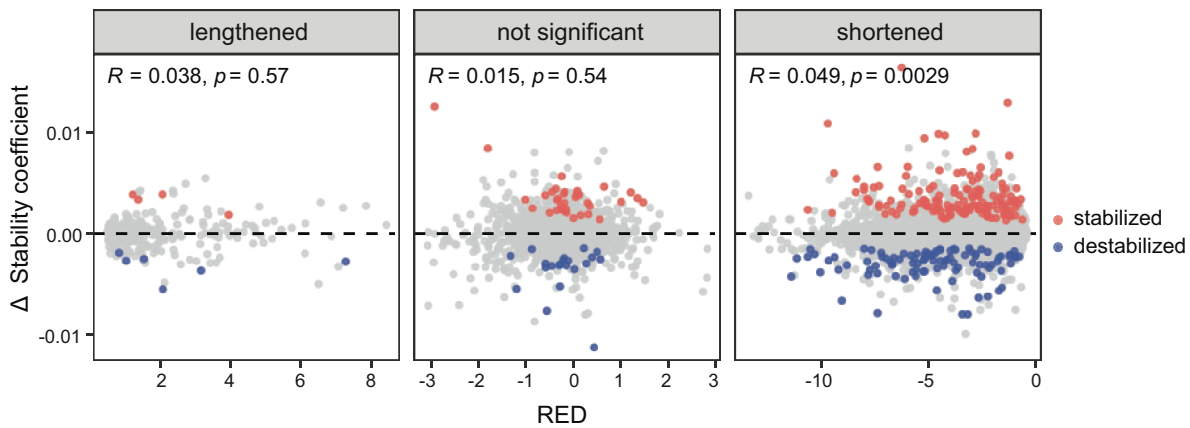 lengthened not significant shortened
R = 0.038, p = 0.57 R = 0.015, p = 0.54 R = 0.049, p = 0.0029
Δ Stability coefficient
0.01
0.00
-0.01
stabilized
destabilized
2 4 6 8 -3 -2 -1 0 1 2 3 -10 -5 0
RED